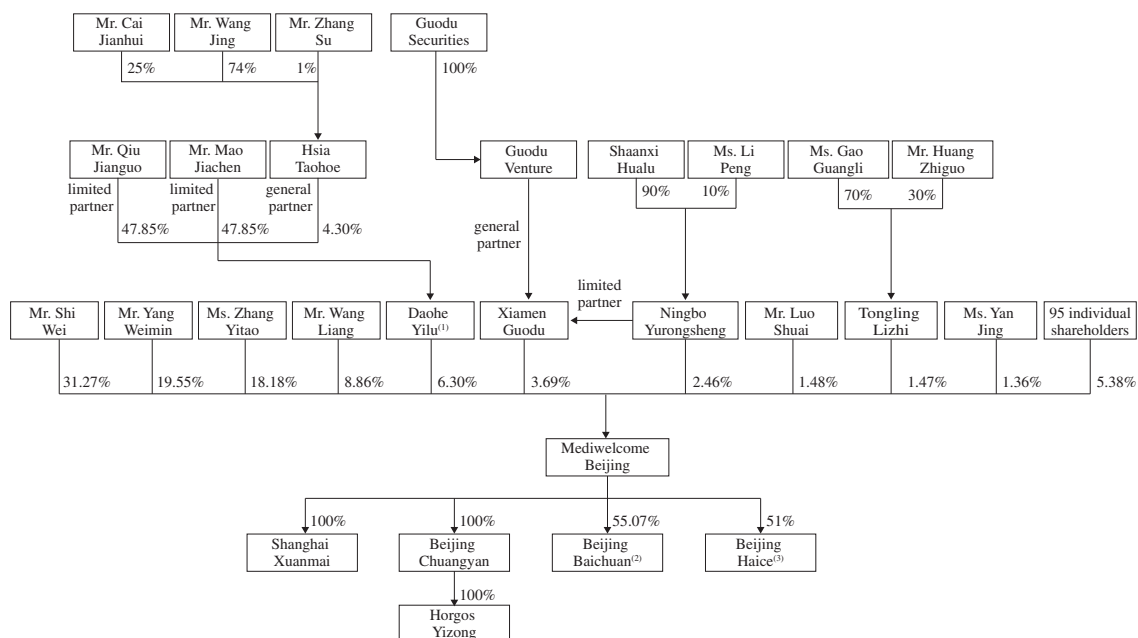 Mr. Cai
Jianhui
Mr. Wang
Jing
Mr. Zhang
Su
Guodu
Securities
25%
74%
1%
100%
Mr. Qiu
Jianguo
Mr. Mao
Jiachen
Hsia
Taohoe
Guodu
Venture
Shaanxi
Hualu
Ms. Li
Peng
Ms. Gao
Guangli
Mr. Huang
Zhiguo
limited
partner
limited
partner
general
partner
90%
10%
70%
30%
47.85%
47.85%
4.30%
general
partner
limited
partner
Mr. Shi
Wei
Mr. Yang
Weimin
Ms. Zhang
Yitao
Mr. Wang
Liang
Daohe
Yilu(1)
Xiamen
Guodu
Ningbo
Yurongsheng
Mr. Luo
Shuai
Tongling
Lizhi
Ms. Yan
Jing
95 individual
shareholders
31.27%
19.55%
18.18%
8.86%
6.30%
3.69%
2.46%
1.48%
1.47%
1.36%
5.38%
Mediwelcome
Beijing
100%
100%
55.07%
51%
Shanghai
Xuanmai
Beijing
Chuangyan
Beijing
Baichuan(2)
Beijing
Haice(3)
100%
Horgos
Yizong